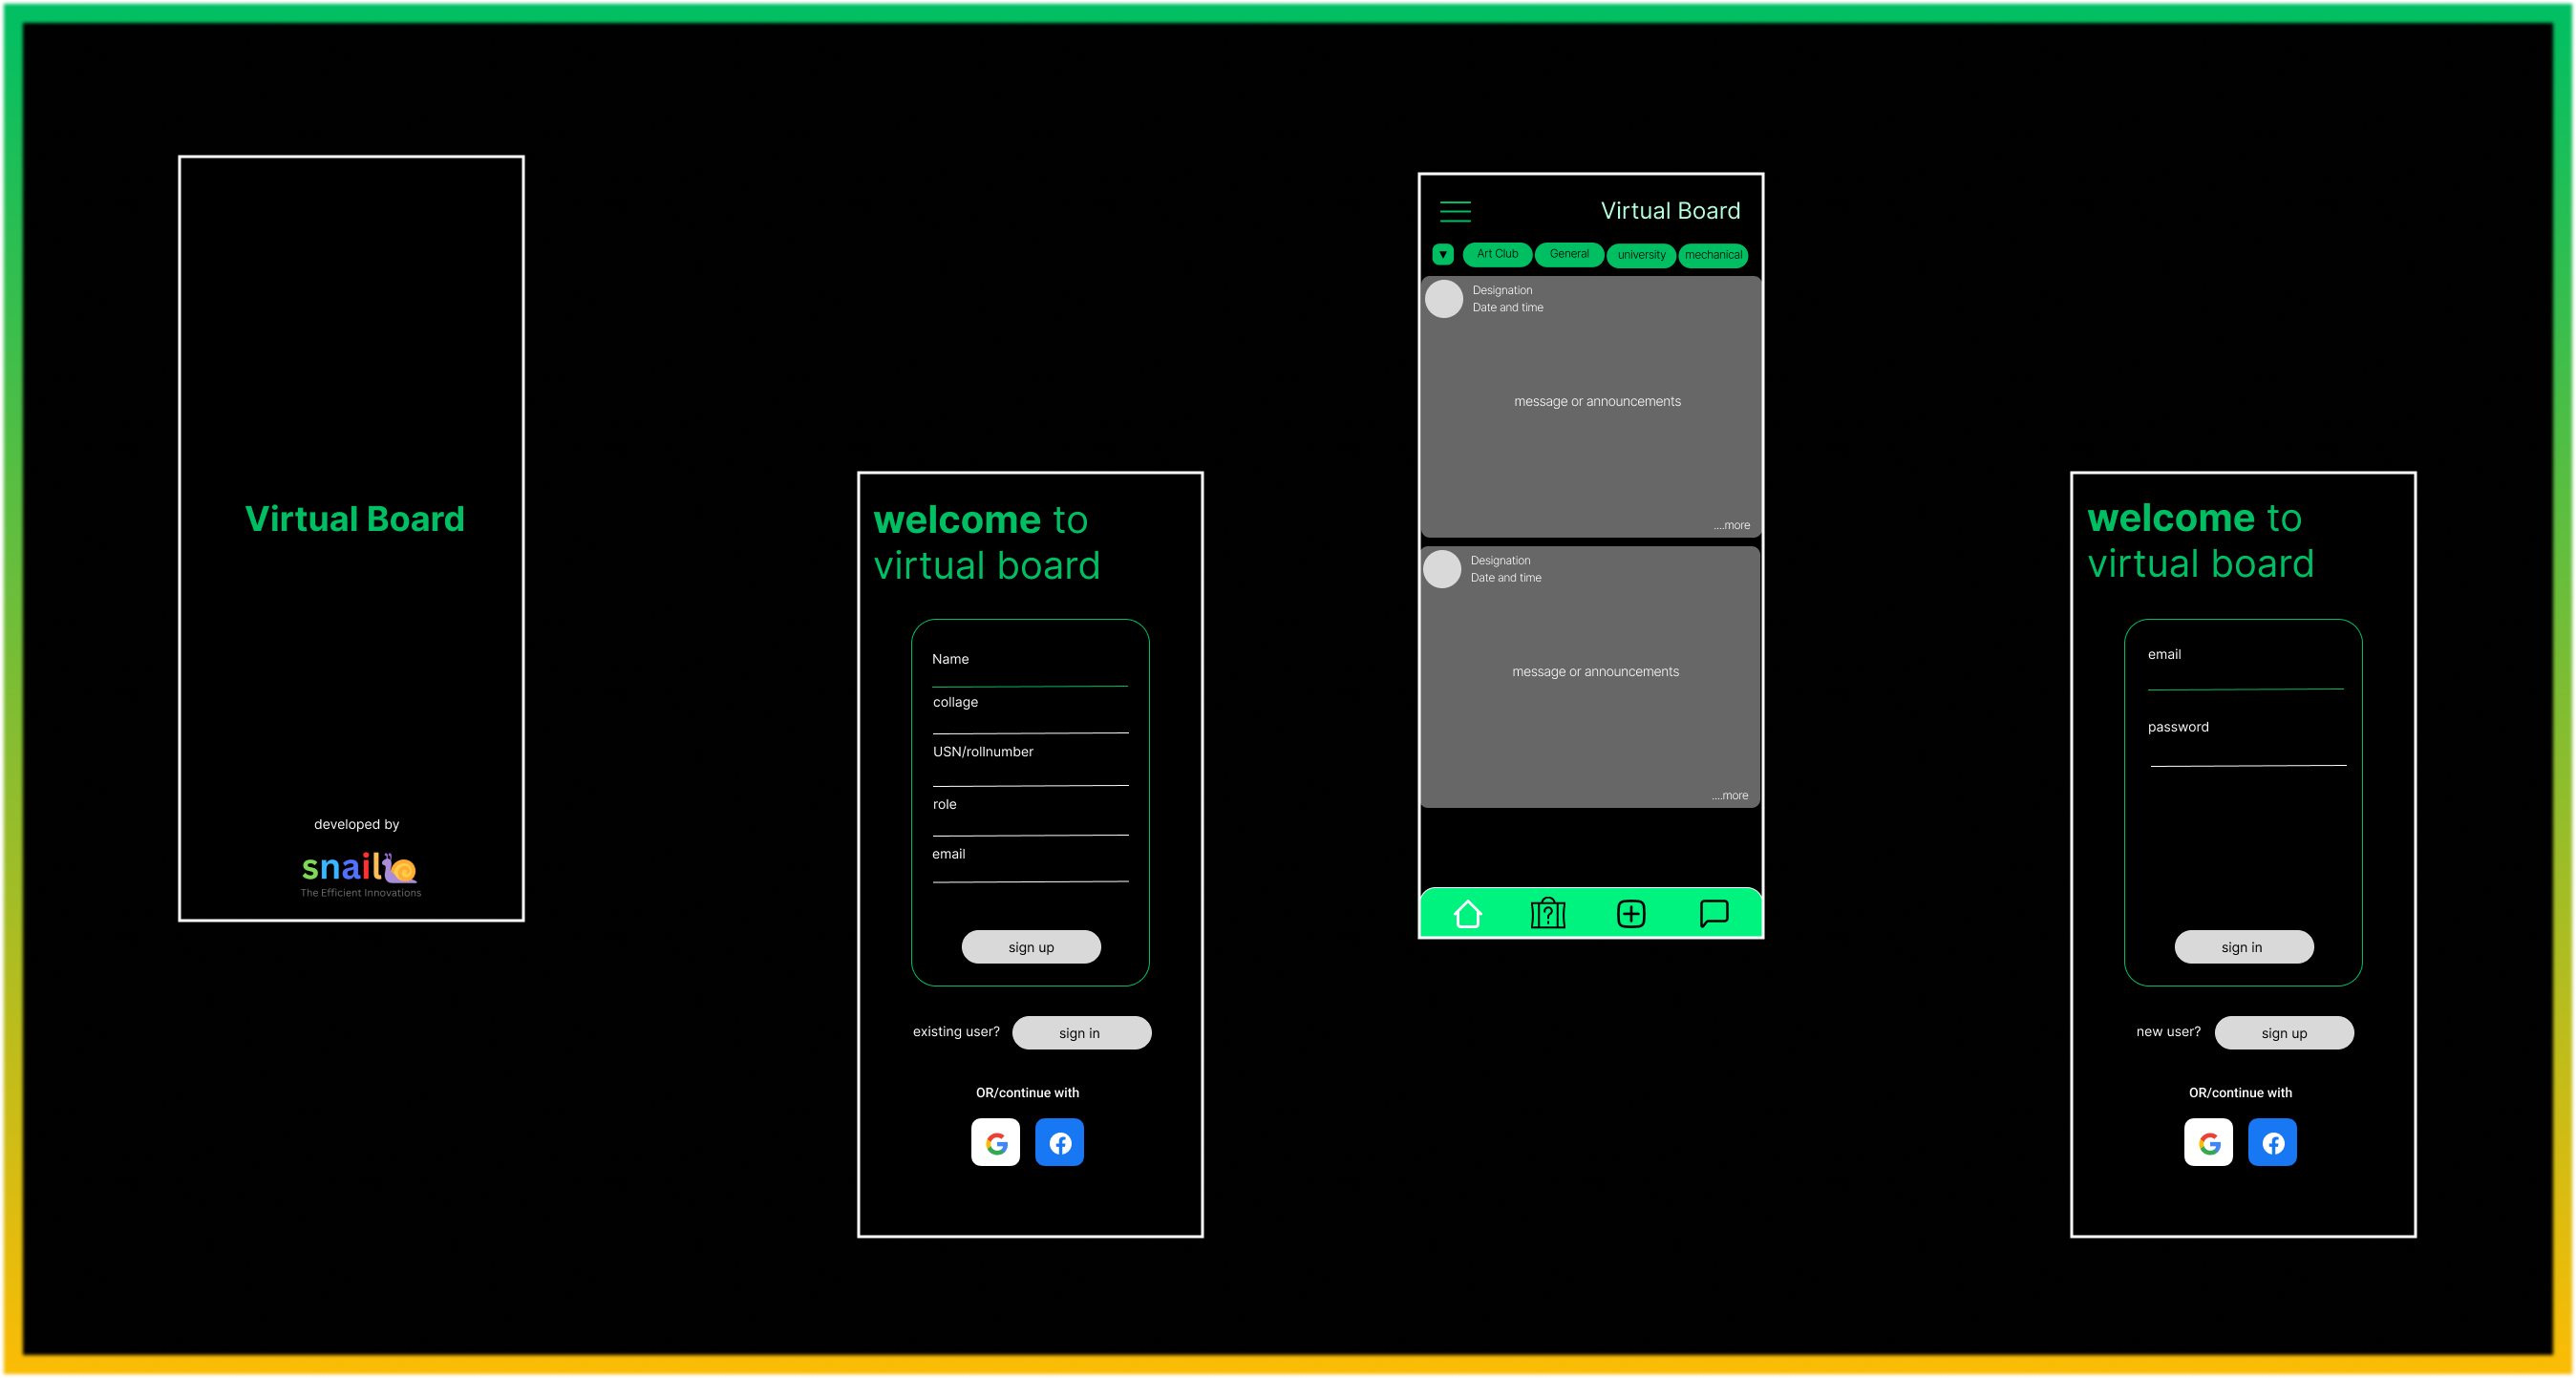 Virtual Board
developed by
snail
The Efficient Innovations
welcome to
virtual board
Name
collage
USN/rollnumber
role
email
sign up
existing user?
sign in
OR/continue with
G
f
Virtual Board
▼
Art Club
General
university
mechanical
Designation
Date and time
message or announcements
....more
Designation
Date and time
message or announcements
....more
?
welcome to
virtual board
email
password
sign in
new user?
sign up
OR/continue with
G
f